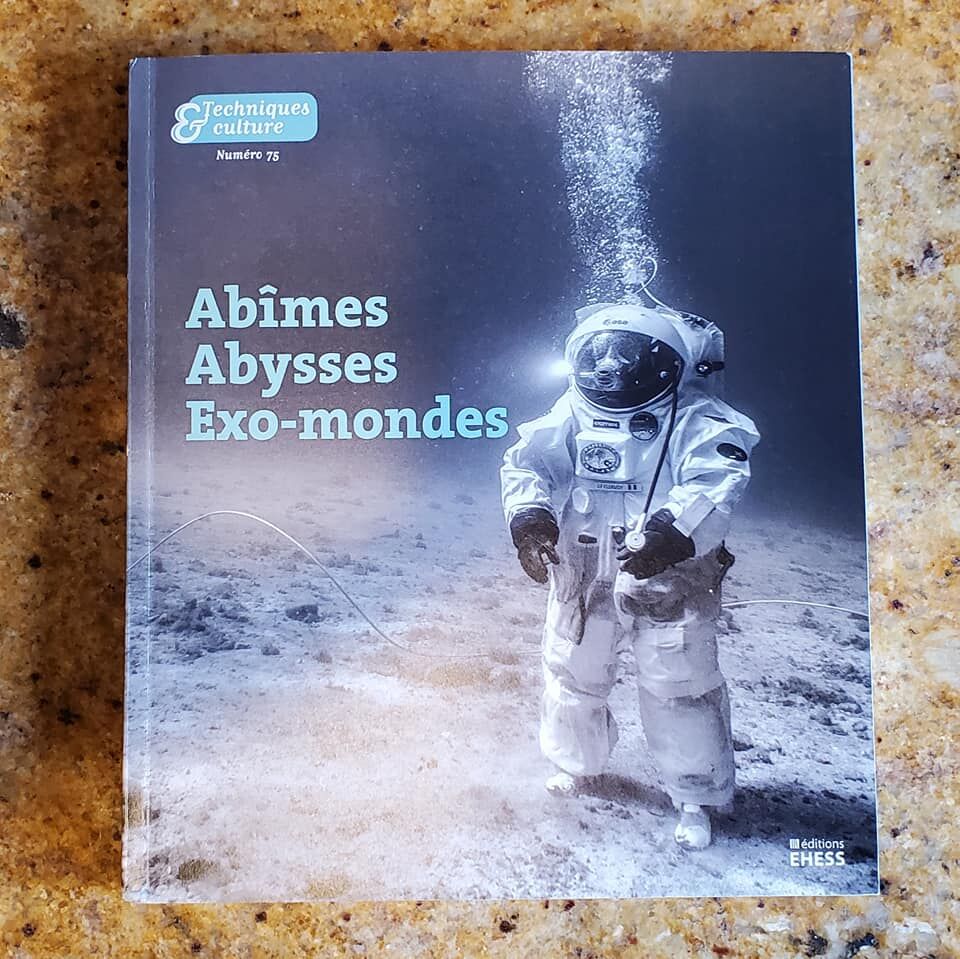 & Techniques
culture
Numéro 75
Abîmes
Abysses
Exo-mondes
esa
éditions
EHESS